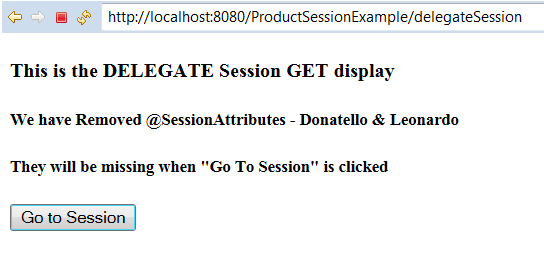 http://localhost:8080/ProductSessionExample/delegateSession
This is the DELEGATE Session GET display
We have Removed @SessionAttributes - Donatello & Leonardo
They will be missing when "Go To Session" is clicked
Go to Session